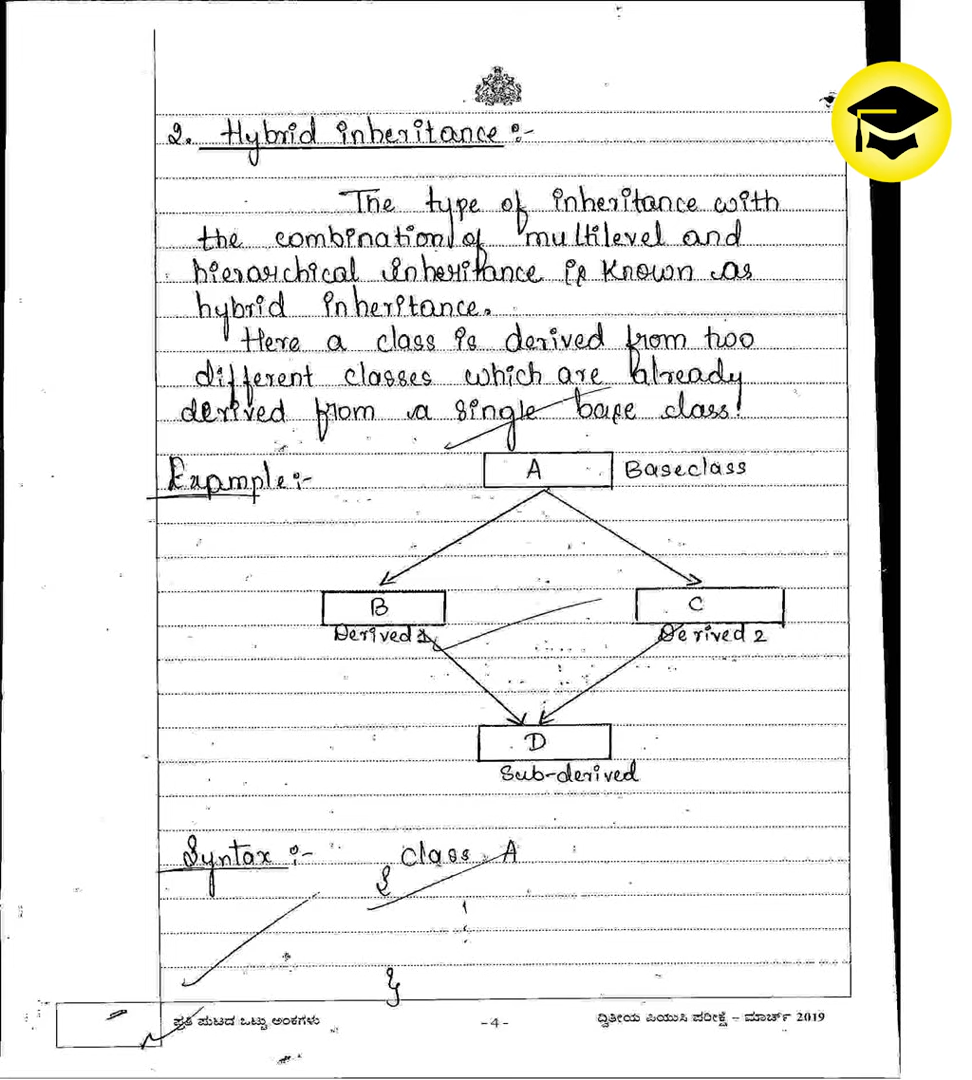 2. Hybrid inheritance :-
The type of inheritance with
the combination of multilevel and
hierarchical inheritance is known as
hybrid inheritance.
Here a class is derived from two
different classes which are already
derived from a single base class.
Example :-
A Baseclass
B C
Derived 1 Derived 2
D
Sub-derived
Syntax :- class A
{
}
ಪ್ರತಿ ಪುಟದ ಒಟ್ಟು ಅಂಕಗಳು -4- ದ್ವಿತೀಯ ಪಿಯುಸಿ ಪರೀಕ್ಷೆ – ಮಾರ್ಚ್ 2019